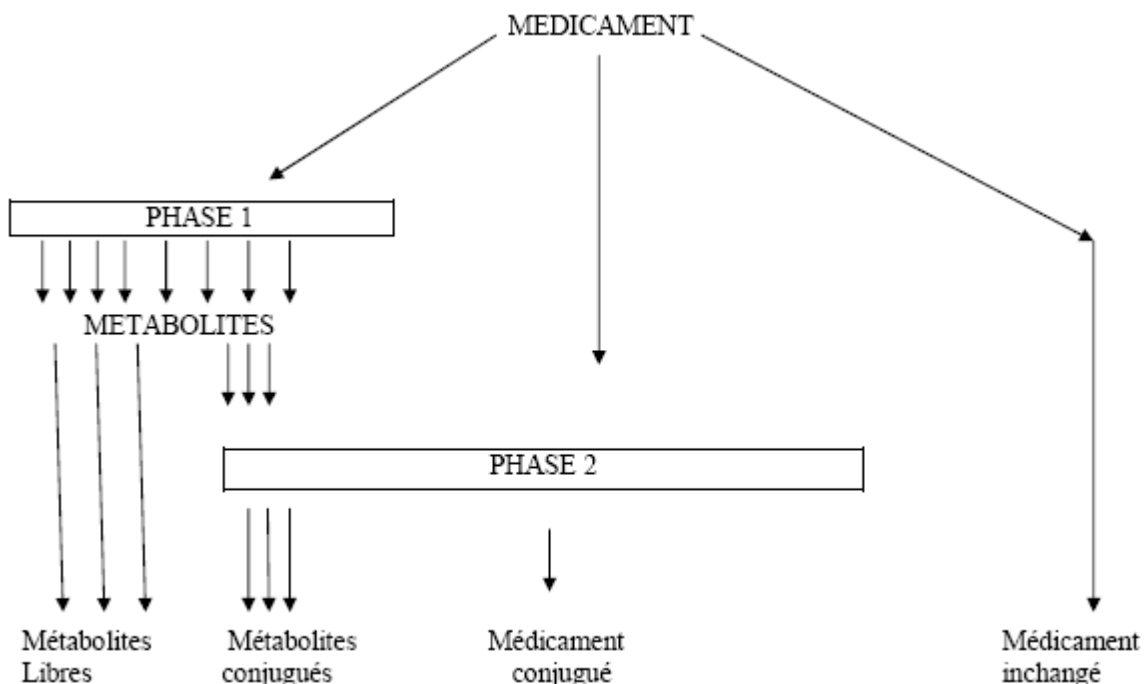 MEDICAMENT
PHASE 1
METABOLITES
PHASE 2
Métabolites
Libres
Métabolites
conjugués
Médicament
conjugué
Médicament
inchangé